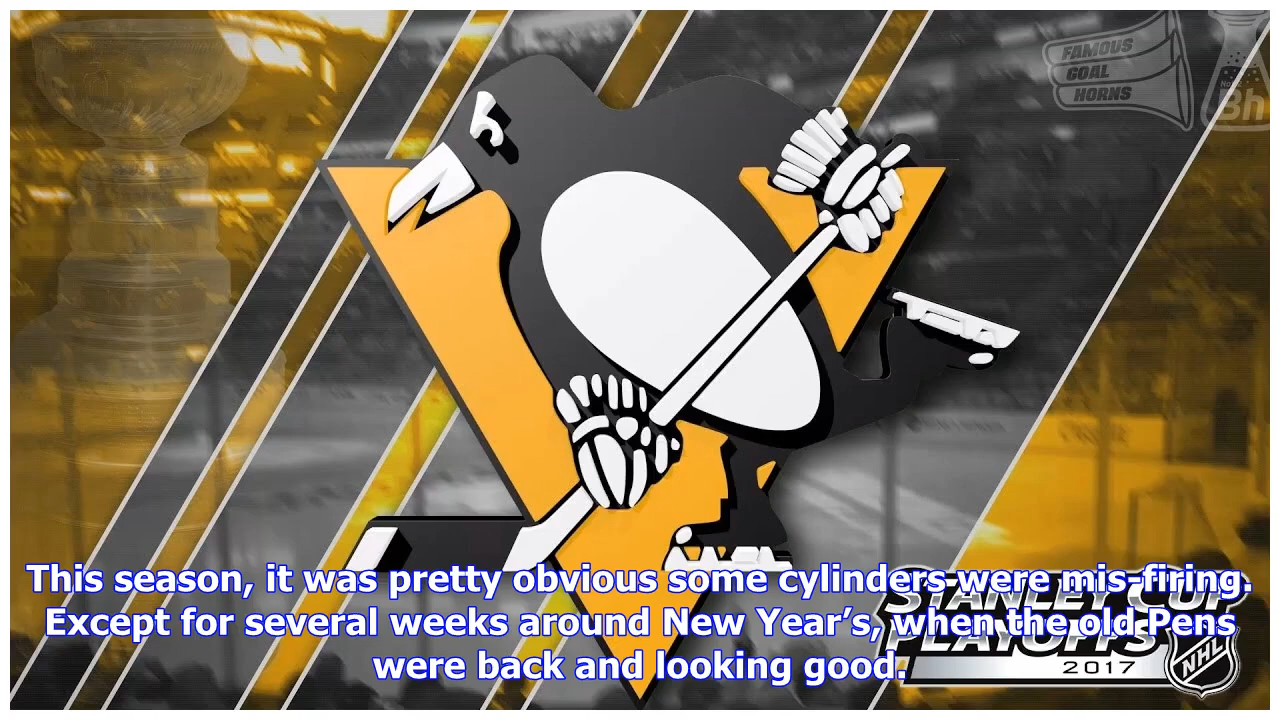 FAMOUS
GOAL
HORNS
Bh
This season, it was pretty obvious some cylinders were mis-firing.
Except for several weeks around New Year’s, when the old Pens
were back and looking good.
STANLEY CUP
PLAYOFFS
2017
NHL